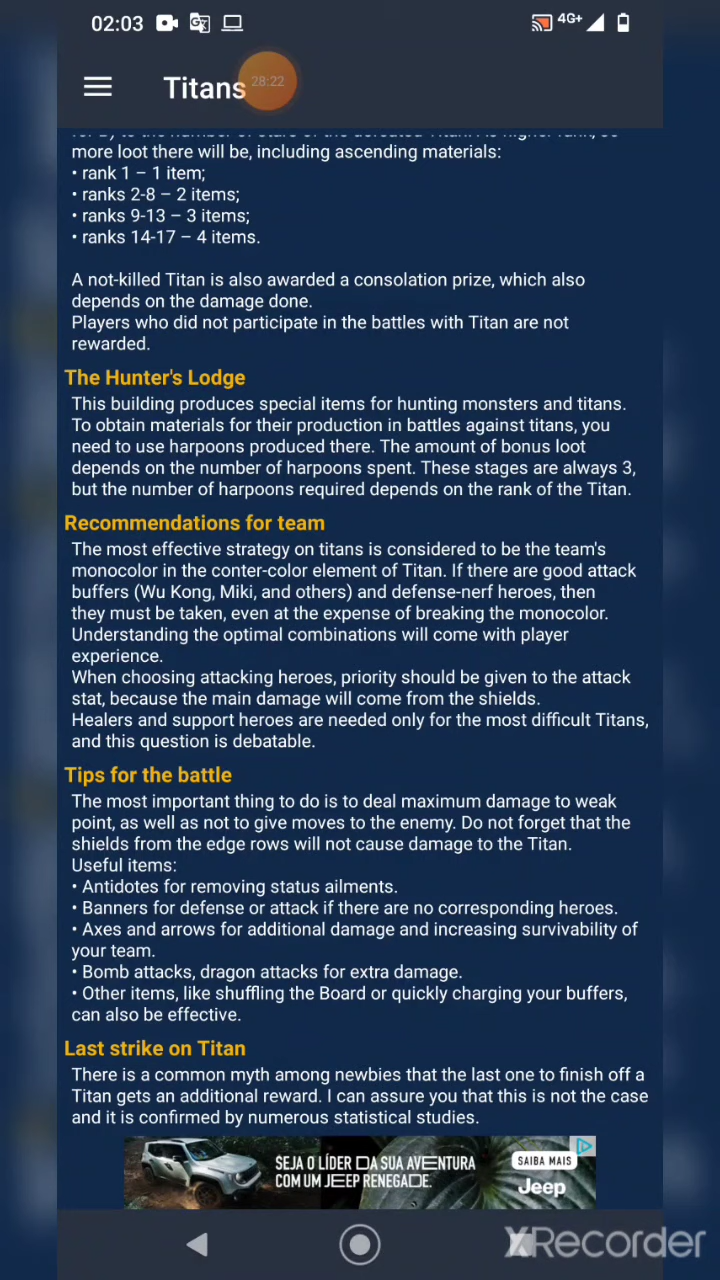 02:03
4G+
Titans
28:22
more loot there will be, including ascending materials:
• rank 1 – 1 item;
• ranks 2-8 – 2 items;
• ranks 9-13 – 3 items;
• ranks 14-17 – 4 items.
A not-killed Titan is also awarded a consolation prize, which also
depends on the damage done.
Players who did not participate in the battles with Titan are not
rewarded.
The Hunter's Lodge
This building produces special items for hunting monsters and titans.
To obtain materials for their production in battles against titans, you
need to use harpoons produced there. The amount of bonus loot
depends on the number of harpoons spent. These stages are always 3,
but the number of harpoons required depends on the rank of the Titan.
Recommendations for team
The most effective strategy on titans is considered to be the team's
monocolor in the conter-color element of Titan. If there are good attack
buffers (Wu Kong, Miki, and others) and defense-nerf heroes, then
they must be taken, even at the expense of breaking the monocolor.
Understanding the optimal combinations will come with player
experience.
When choosing attacking heroes, priority should be given to the attack
stat, because the main damage will come from the shields.
Healers and support heroes are needed only for the most difficult Titans,
and this question is debatable.
Tips for the battle
The most important thing to do is to deal maximum damage to weak
point, as well as not to give moves to the enemy. Do not forget that the
shields from the edge rows will not cause damage to the Titan.
Useful items:
• Antidotes for removing status ailments.
• Banners for defense or attack if there are no corresponding heroes.
• Axes and arrows for additional damage and increasing survivability of
your team.
• Bomb attacks, dragon attacks for extra damage.
• Other items, like shuffling the Board or quickly charging your buffers,
can also be effective.
Last strike on Titan
There is a common myth among newbies that the last one to finish off a
Titan gets an additional reward. I can assure you that this is not the case
and it is confirmed by numerous statistical studies.
SEJA O LÍDER DA SUA AVENTURA
COM UM JEEP RENEGADE.
SAIBA MAIS
Jeep
XRecorder